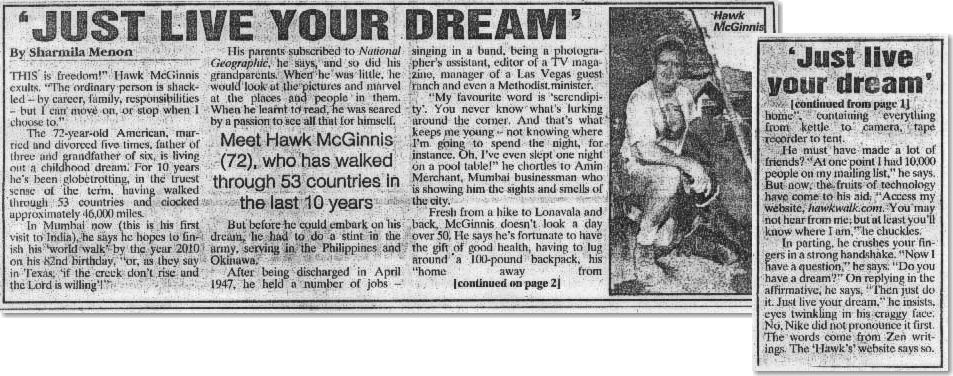 ‘JUST LIVE YOUR DREAM’
By Sharmila Menon
THIS is freedom!” Hawk McGinnis
exults. “The ordinary person is shack-
led – by career, family, responsibilities
– but I can move on, or stop when I
choose to.”
The 72-year-old American, mar-
ried and divorced five times, father of
three and grandfather of six, is living
out a childhood dream. For 10 years
he’s been globetrotting, in the truest
sense of the term, having walked
through 53 countries and clocked
approximately 46,000 miles.
In Mumbai now (this is his first
visit to India), he says he hopes to fin-
ish his ‘world walk’ by the year 2010
on his 82nd birthday, “or, as they say
in Texas, ‘if the creek don’t rise and
the Lord is willing’!”
His parents subscribed to National
Geographic, he says, and so did his
grandparents. When he was little, he
would look at the pictures and marvel
at the places and people in them.
When he learnt to read, he was seared
by a passion to see all that for himself.
Meet Hawk McGinnis
(72), who has walked
through 53 countries in
the last 10 years
But before he could embark on his
dream, he had to do a stint in the
army, serving in the Philippines and
Okinawa.
After being discharged in April
1947, he held a number of jobs –
singing in a band, being a photogra-
pher’s assistant, editor of a TV maga-
zine, manager of a Las Vegas guest
ranch and even a Methodist minister.
“My favourite word is ‘serendipi-
ty’. You never know what’s lurking
around the corner. And that’s what
keeps me young – not knowing where
I’m going to spend the night, for
instance. Oh, I’ve even slept one night
on a pool table!” he chortles to Amin
Merchant, Mumbai businessman who
is showing him the sights and smells of
the city.
Fresh from a hike to Lonavala and
back, McGinnis doesn’t look a day
over 50. He says he’s fortunate to have
the gift of good health, having to lug
around a 100-pound backpack, his
“home away from
[continued on page 2]
Hawk
McGinnis
‘Just live
your dream’
[continued from page 1]
home”, containing everything
from kettle to camera, tape
recorder to tent.
He must have made a lot of
friends? “At one point I had 10,000
people on my mailing list,” he says.
But now, the fruits of technology
have come to his aid. “Access my
website, hawkwalk.com. You may
not hear from me, but at least you’ll
know where I am,” he chuckles.
In parting, he crushes your fin-
gers in a strong handshake. “Now I
have a question,” he says. “Do you
have a dream?” On replying in the
affirmative, he says, “Then just do
it. Just live your dream,” he insists,
eyes twinkling in his craggy face.
No, Nike did not pronounce it first.
The words come from Zen writ-
ings. The ‘Hawk’s’ website says so.